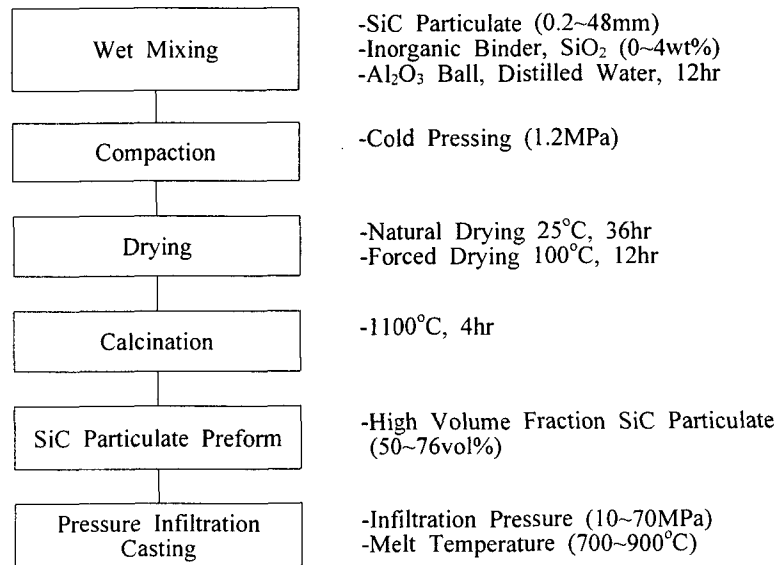 Wet Mixing
-SiC Particulate (0.2~48mm)
-Inorganic Binder, SiO₂ (0~4wt%)
-Al₂O₃ Ball, Distilled Water, 12hr
Compaction
-Cold Pressing (1.2MPa)
Drying
-Natural Drying 25°C, 36hr
-Forced Drying 100°C, 12hr
Calcination
-1100°C, 4hr
SiC Particulate Preform
-High Volume Fraction SiC Particulate
(50~76vol%)
Pressure Infiltration
Casting
-Infiltration Pressure (10~70MPa)
-Melt Temperature (700~900°C)